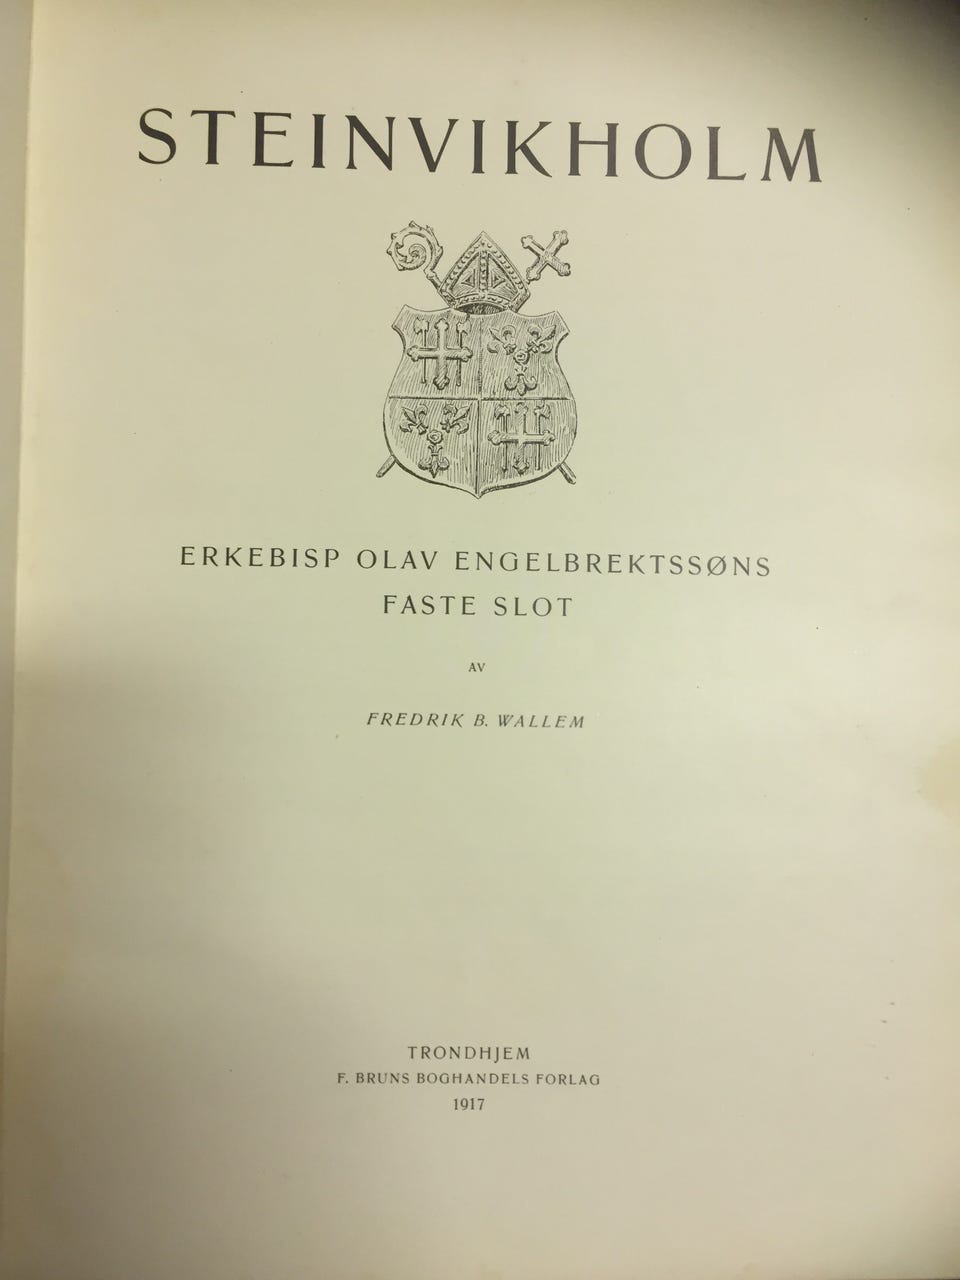 STEINVIKHOLM
ERKEBISP OLAV ENGELBREKTSSØNS
FASTE SLOT
AV
FREDRIK B. WALLEM
TRONDHJEM
F. BRUNS BOGHANDELS FORLAG
1917